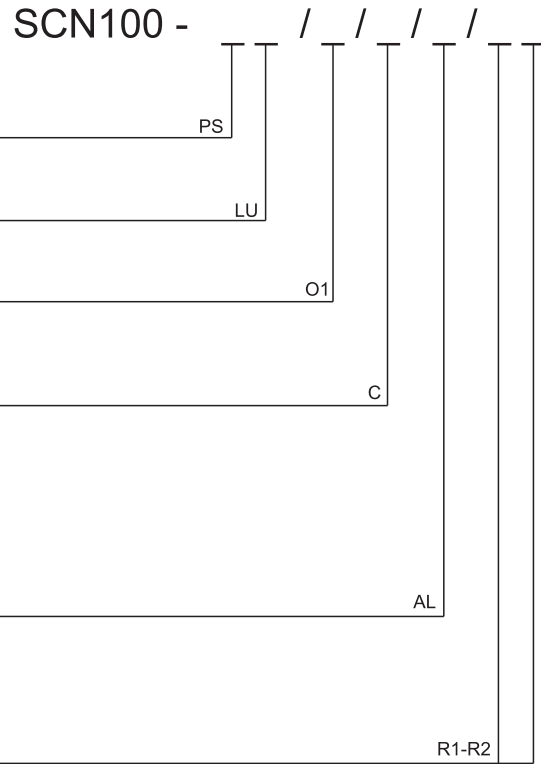 SCN100 - _ _ / _ / _ / _ / _ _
PS
LU
O1
C
AL
R1-R2